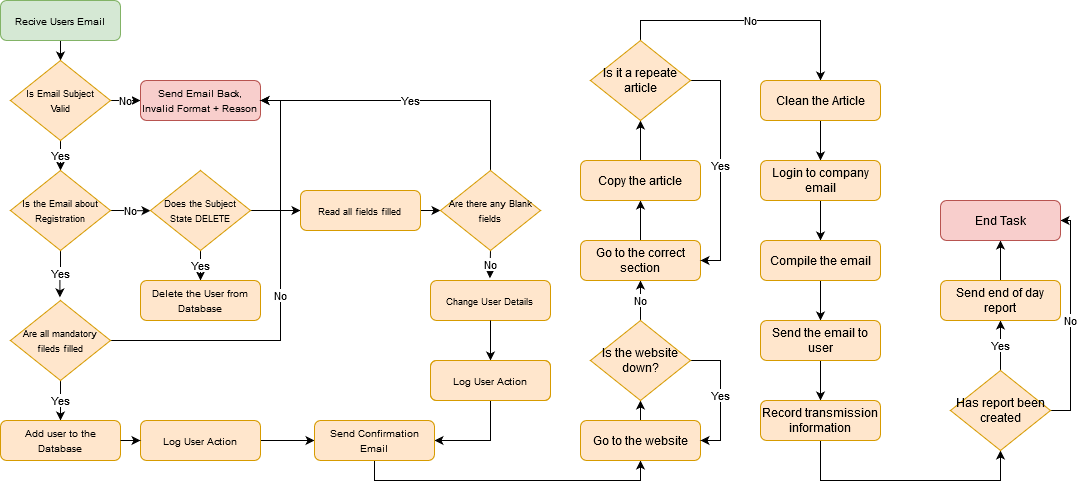 Recive Users Email
Is Email Subject
Valid
No
Send Email Back,
Invalid Format + Reason
Yes
Is the Email about
Registration
No
Does the Subject
State DELETE
Read all fields filled
Are there any Blank
fields
Yes
Yes
Delete the User from
Database
No
Change User Details
Yes
Are all mandatory
fileds filled
No
Log User Action
Yes
Add user to the
Database
Log User Action
Send Confirmation
Email
Go to the website
Is the website
down?
Yes
No
Go to the correct
section
Copy the article
Is it a repeate
article
Yes
No
Clean the Article
Login to company
email
Compile the email
Send the email to
user
Record transmission
information
Has report been
created
Yes
No
Send end of day
report
End Task